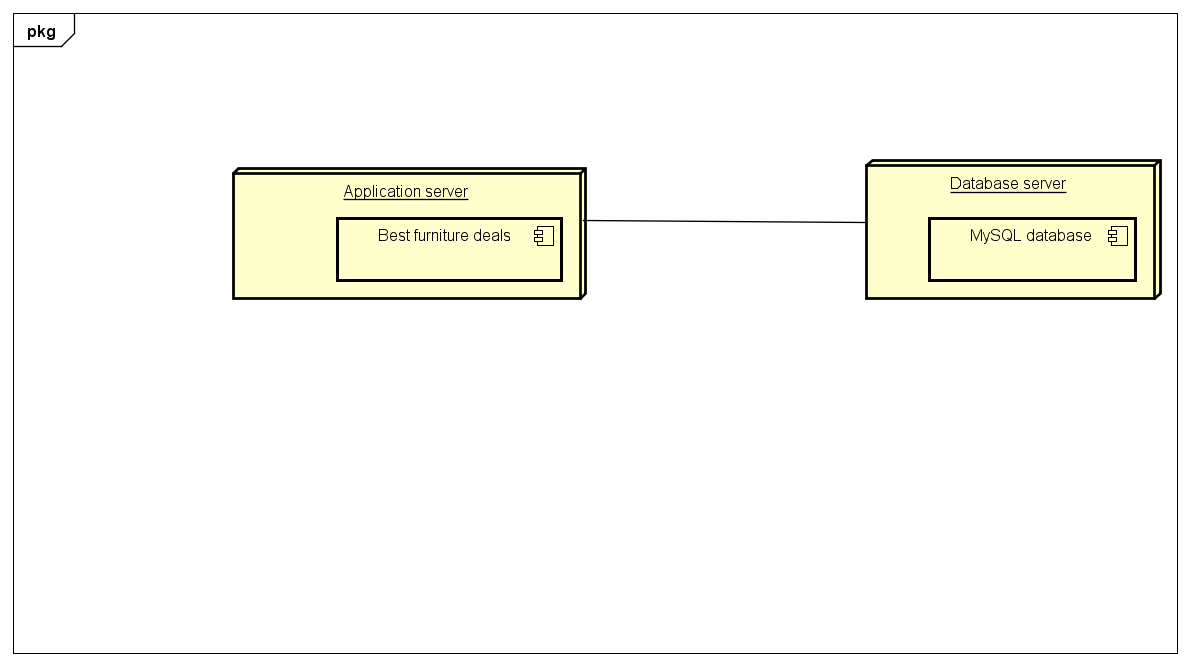 pkg
Application server
Best furniture deals
Database server
MySQL database